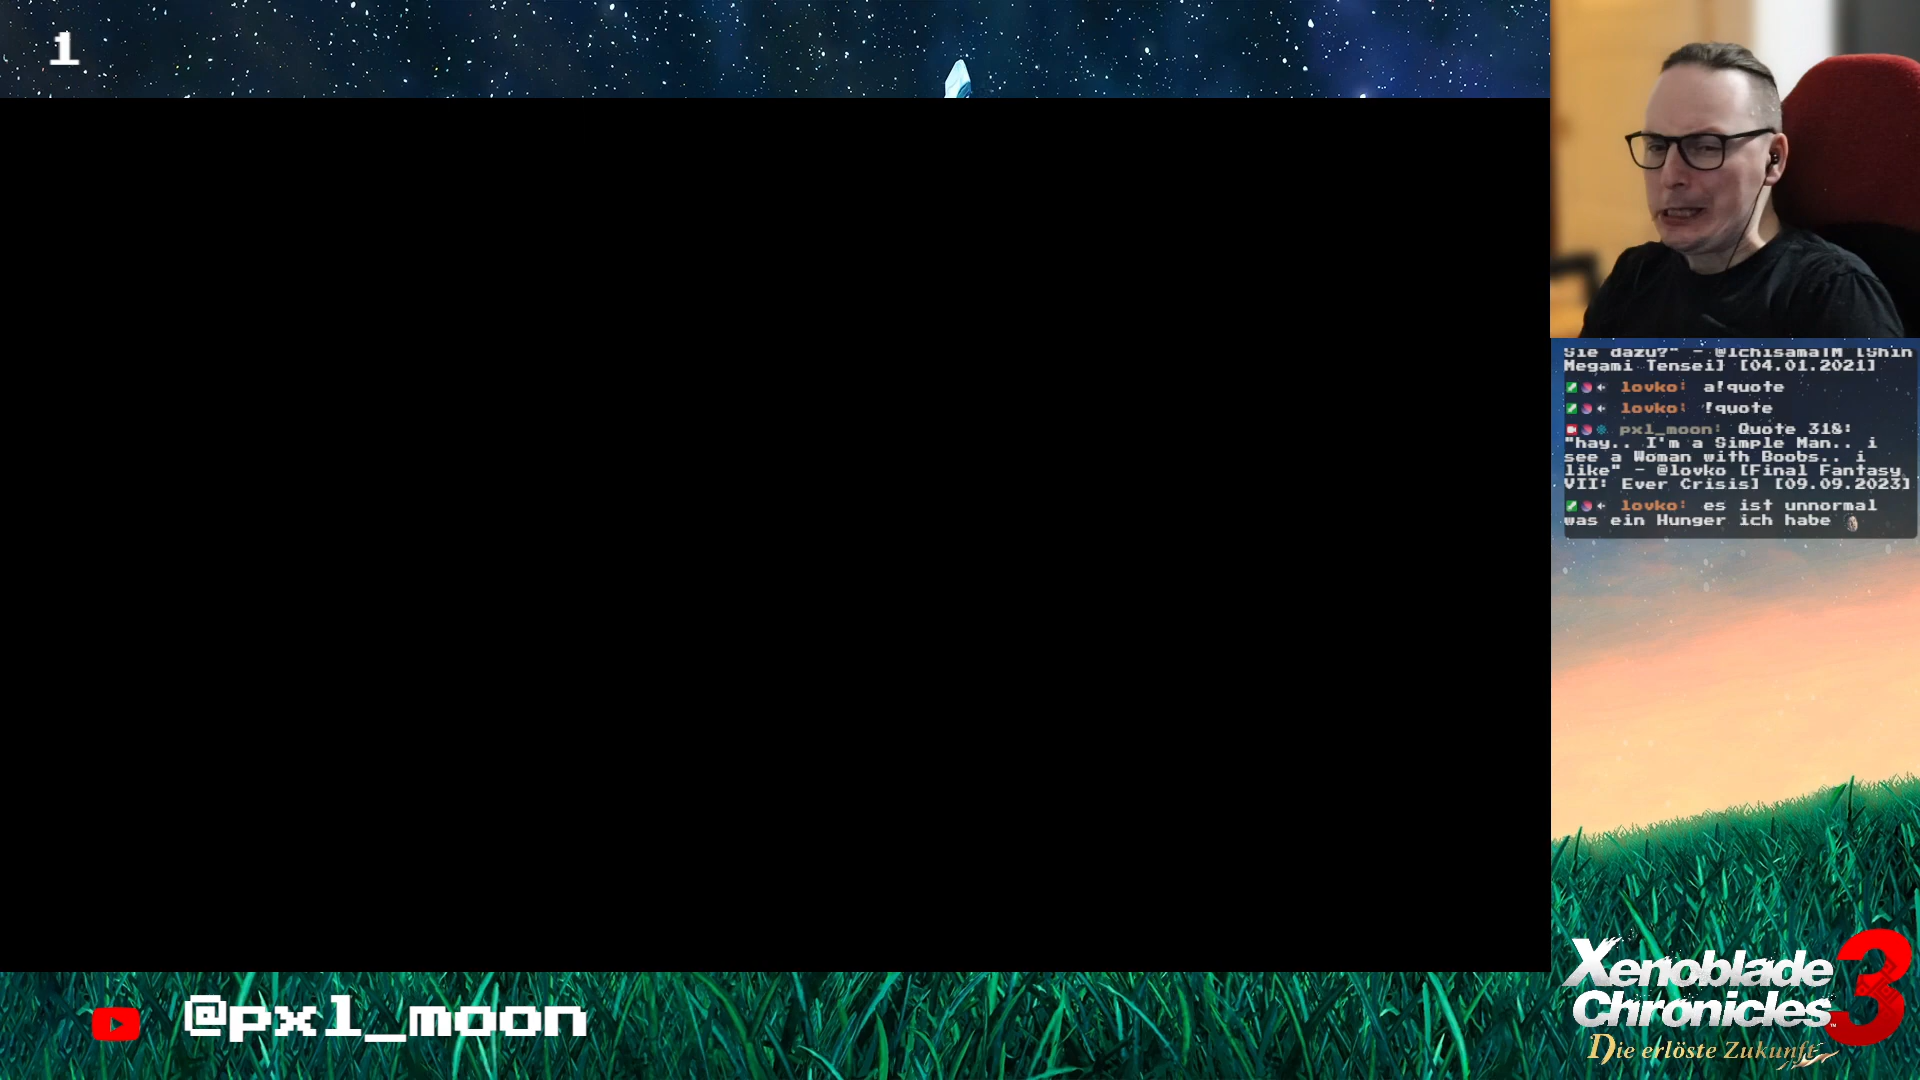 1
Sie dazu?" - @IchisamaTM [Shin
Megami Tensei] [04.01.2021]
lovko: a!quote
lovko: !quote
pxl_moon: Quote 318:
"hay.. I'm a Simple Man.. i
see a Woman with Boobs.. i
like" - @lovko [Final Fantasy
VII: Ever Crisis] [09.09.2023]
lovko: es ist unnormal
was ein Hunger ich habe
@pxl_moon
Xenoblade
Chronicles 3
Die erlöste Zukunft